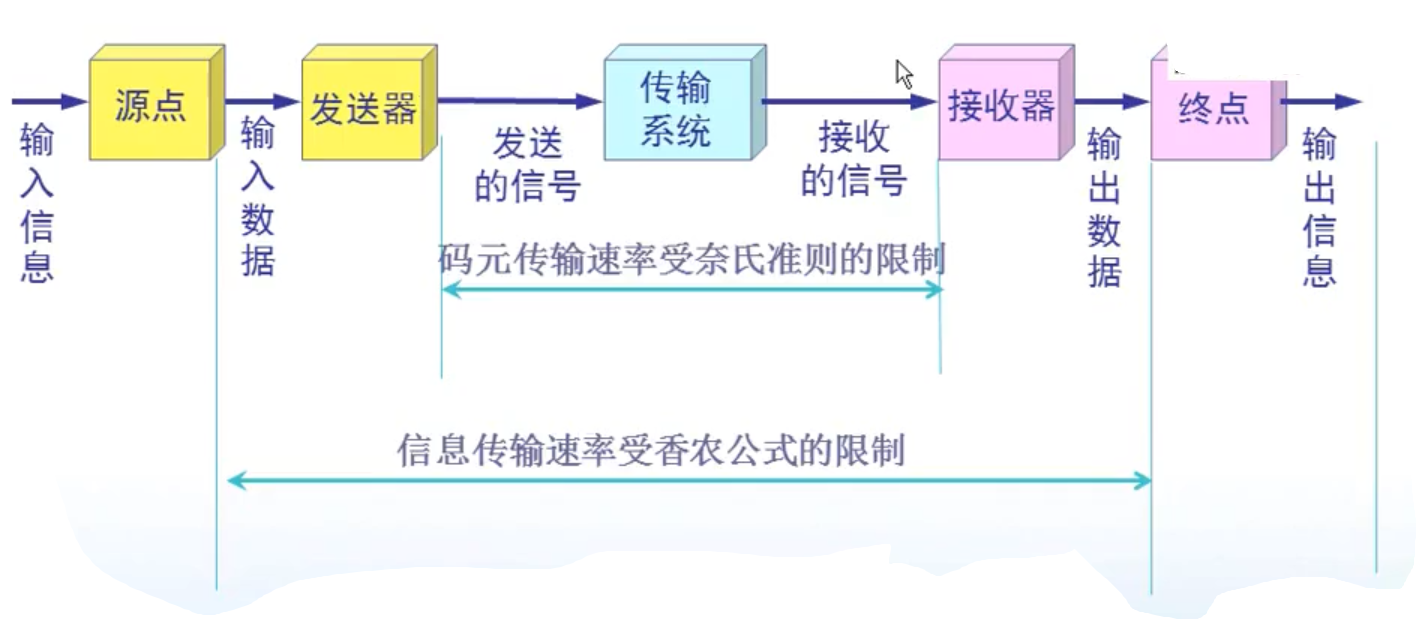 源点
发送器
传输
系统
接收器
终点
输入信息
输入数据
发送
的信号
接收
的信号
输出数据
输出信息
码元传输速率受奈氏准则的限制
信息传输速率受香农公式的限制